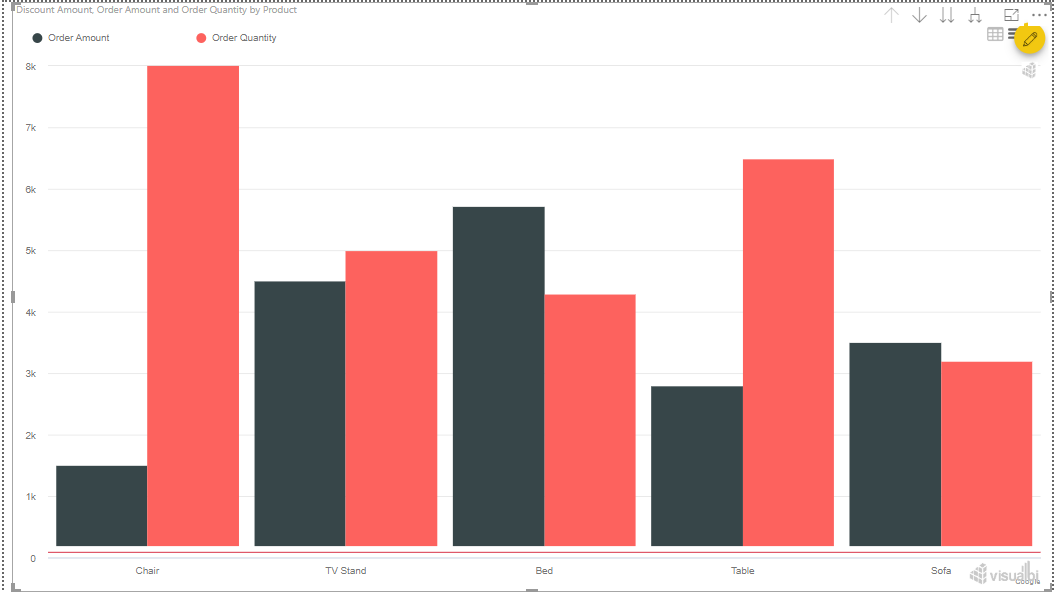 Discount Amount, Order Amount and Order Quantity by Product
Order Amount Order Quantity
8k
7k
6k
5k
4k
3k
2k
1k
0
Chair TV Stand Bed Table Sofa
visualbi
Google